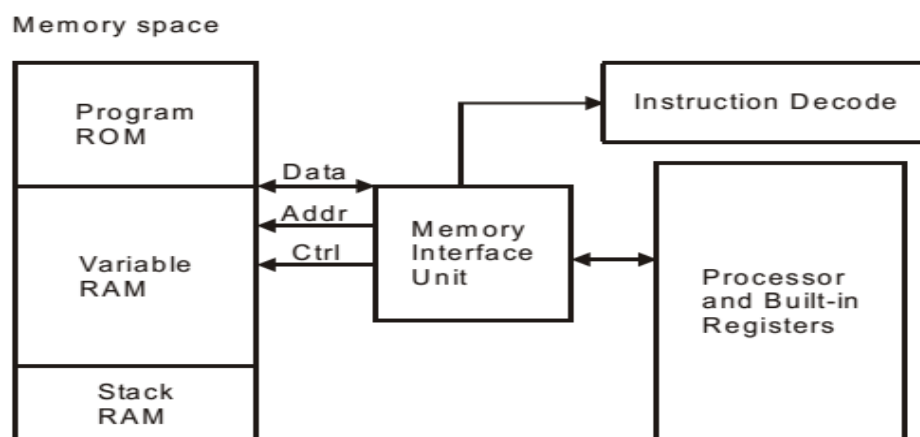 Memory space
Program
ROM
Instruction Decode
Data
Addr
Ctrl
Memory
Interface
Unit
Variable
RAM
Processor
and Built-in
Registers
Stack
RAM